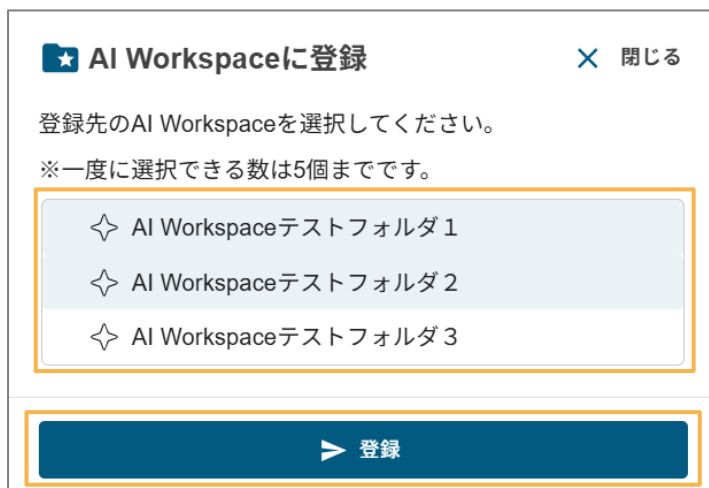 AI Workspaceに登録
閉じる
登録先のAI Workspaceを選択してください。
※一度に選択できる数は5個までです。
AI Workspaceテストフォルダ１
AI Workspaceテストフォルダ２
AI Workspaceテストフォルダ３
登録